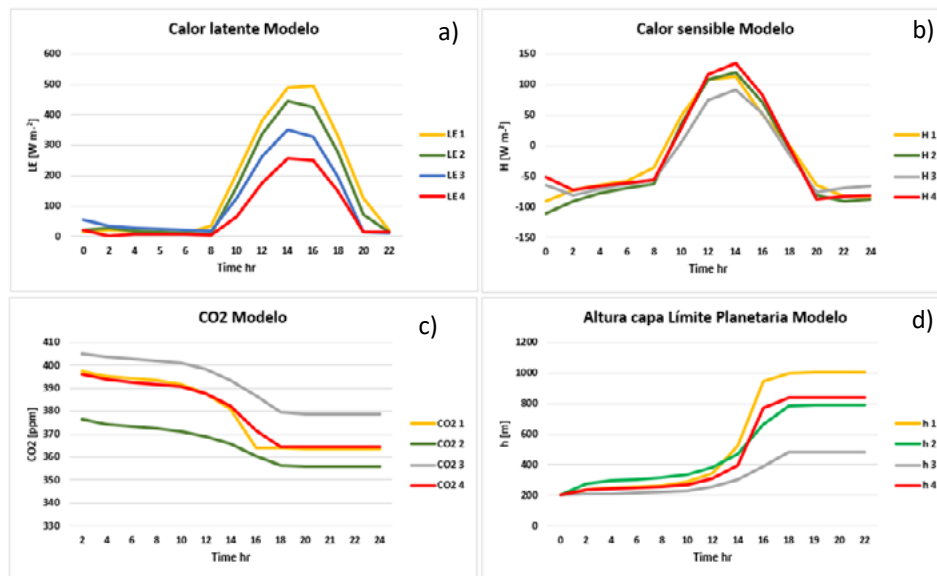 Calor latente Modelo
a)
LE [W m-2]
600
500
400
300
200
100
0
0 2 4 6 8 10 12 14 16 18 20 22
Time hr
LE 1
LE 2
LE 3
LE 4
Calor sensible Modelo
b)
H [W m-2]
150
100
50
0
-50
-100
-150
0 2 4 6 8 10 12 14 16 18 20 22 24
Time hr
H 1
H 2
H 3
H 4
CO2 Modelo
c)
CO2 [ppm]
410
400
390
380
370
360
350
340
330
2 4 6 8 10 12 14 16 18 20 22 24
Time hr
CO2 1
CO2 2
CO2 3
CO2 4
Altura capa Límite Planetaria Modelo
d)
h [m]
1200
1000
800
600
400
200
0
0 2 4 6 8 10 12 14 16 18 20 22
Time hr
h 1
h 2
h 3
h 4